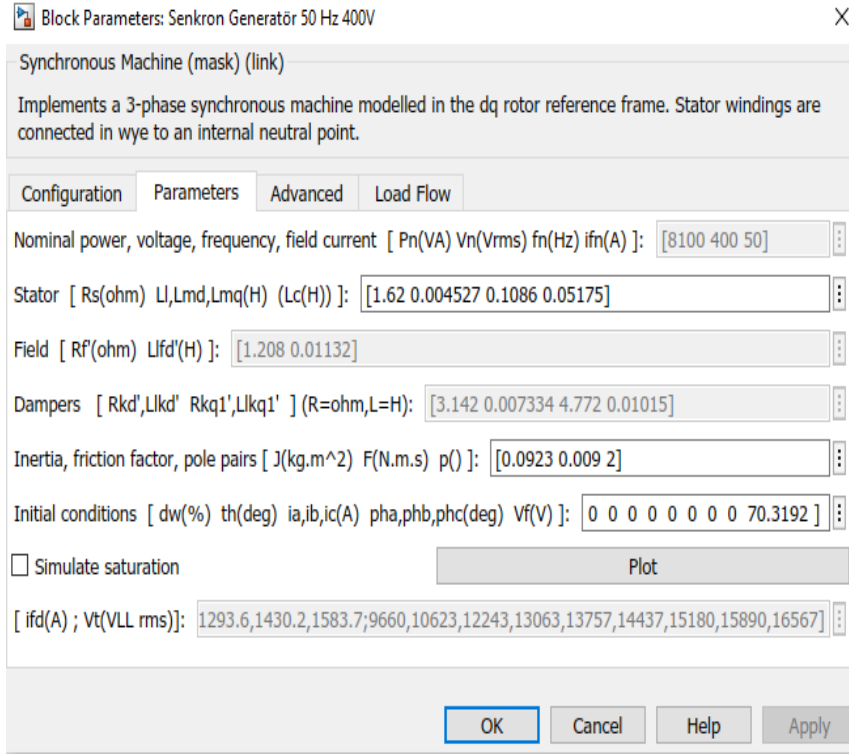 Block Parameters: Senkron Generatör 50 Hz 400V X
Synchronous Machine (mask) (link)
Implements a 3-phase synchronous machine modelled in the dq rotor reference frame. Stator windings are
connected in wye to an internal neutral point.
Configuration Parameters Advanced Load Flow
Nominal power, voltage, frequency, field current [ Pn(VA) Vn(Vrms) fn(Hz) ifn(A) ]: [8100 400 50]
Stator [ Rs(ohm) Ll,Lmd,Lmq(H) (Lc(H)) ]: [1.62 0.004527 0.1086 0.05175]
Field [ Rf'(ohm) Llfd'(H) ]: [1.208 0.01132]
Dampers [ Rkd',Llkd' Rkq1',Llkq1' ] (R=ohm,L=H): [3.142 0.007334 4.772 0.01015]
Inertia, friction factor, pole pairs [ J(kg.m^2) F(N.m.s) p() ]: [0.0923 0.009 2]
Initial conditions [ dw(%) th(deg) ia,ib,ic(A) pha,phb,phc(deg) Vf(V) ]: 0 0 0 0 0 0 0 0 70.3192 ]
Simulate saturation Plot
[ ifd(A) ; Vt(VLL rms)]: 1293.6,1430.2,1583.7;9660,10623,12243,13063,13757,14437,15180,15890,16567]
OK Cancel Help Apply